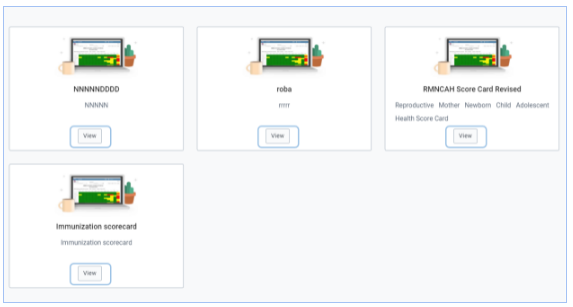 NNNNNDDDD
NNNNN
View
roba
rrrr
View
RMNCAH Score Card Revised
Reproductive Mother Newborn Child Adolescent
Health Score Card
View
Immunization scorecard
Immunization scorecard
View